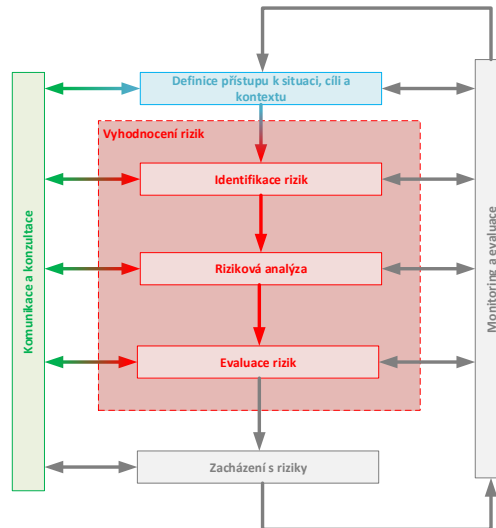 Definice přístupu k situaci, cíli a
kontextu
Vyhodnocení rizik
Identifikace rizik
Riziková analýza
Evaluace rizik
Zacházení s riziky
Komunikace a konzultace
Monitoring a evaluace